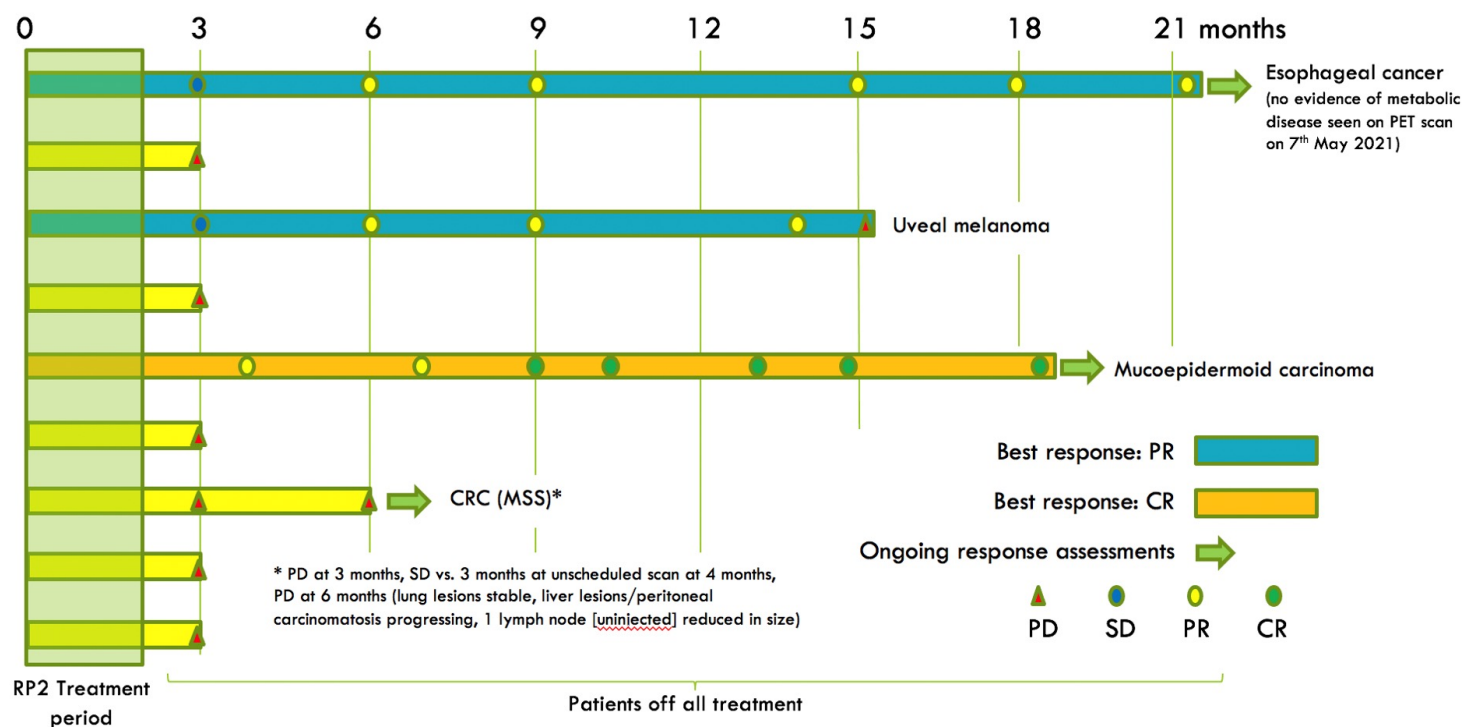 0 3 6 9 12 15 18 21 months
Esophageal cancer
(no evidence of metabolic
disease seen on PET scan
on 7th May 2021)
Uveal melanoma
Mucoepidermoid carcinoma
CRC (MSS)*
Best response: PR
Best response: CR
Ongoing response assessments
PD SD PR CR
* PD at 3 months, SD vs. 3 months at unscheduled scan at 4 months,
PD at 6 months (lung lesions stable, liver lesions/peritoneal
carcinomatosis progressing, 1 lymph node [uninjected] reduced in size)
RP2 Treatment
period
Patients off all treatment